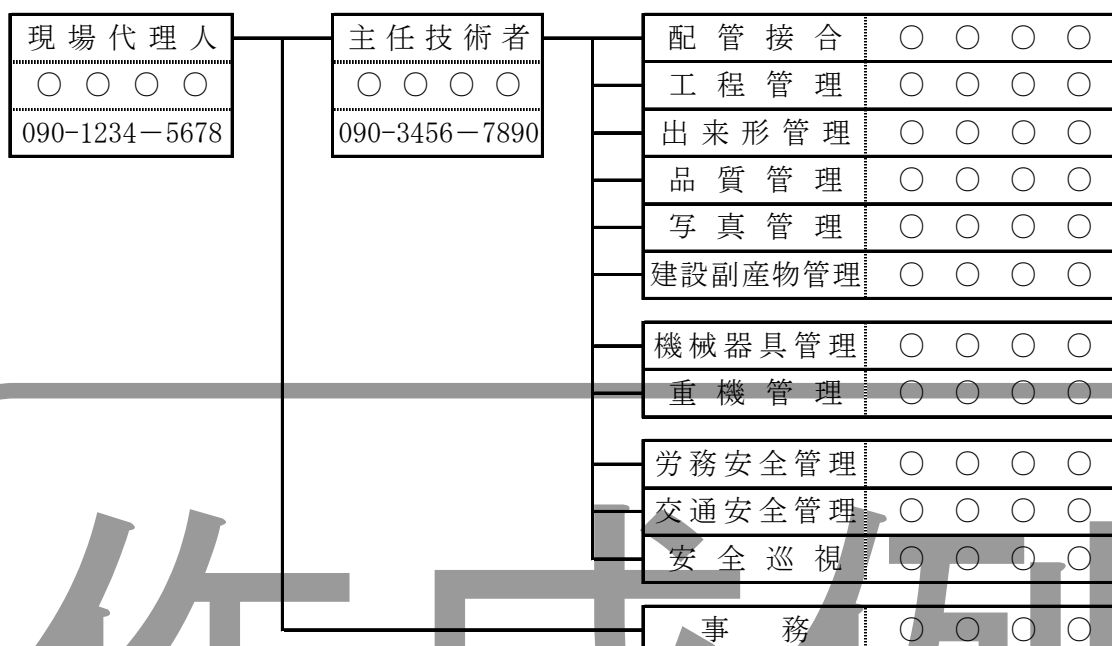 現場代理人
○○○○
090-1234－5678
主任技術者
○○○○
090-3456－7890
配管接合 ○○○○
工程管理 ○○○○
出来形管理 ○○○○
品質管理 ○○○○
写真管理 ○○○○
建設副産物管理 ○○○○
機械器具管理 ○○○○
重機管理 ○○○○
労務安全管理 ○○○○
交通安全管理 ○○○○
安全巡視 ○○○○
事務 ○○○○
作成例